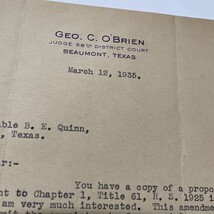 GEO. C. O'BRIEN
JUDGE 58TH DISTRICT COURT
BEAUMONT, TEXAS
March 12, 1935.
ble B. E. Quinn,
, Texas.
r:-
You have a copy of a propo
nt to Chapter 1, Title 61, R. S. 1925 i
am very much interested. This amendme